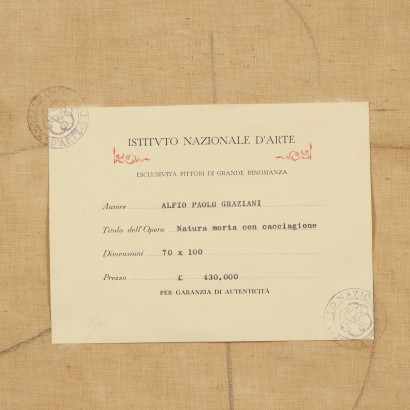 ISTITVTO NAZIONALE D'ARTE
ESCLUSIVITÀ PITTORI DI GRANDE RINOMANZA
Autore ALFIO PAOLO GRAZIANI
Titolo dell'Opera Natura morta con cacciagione
Dimensioni 70 x 100
Prezzo £ 430.000
PER GARANZIA DI AUTENTICITÀ